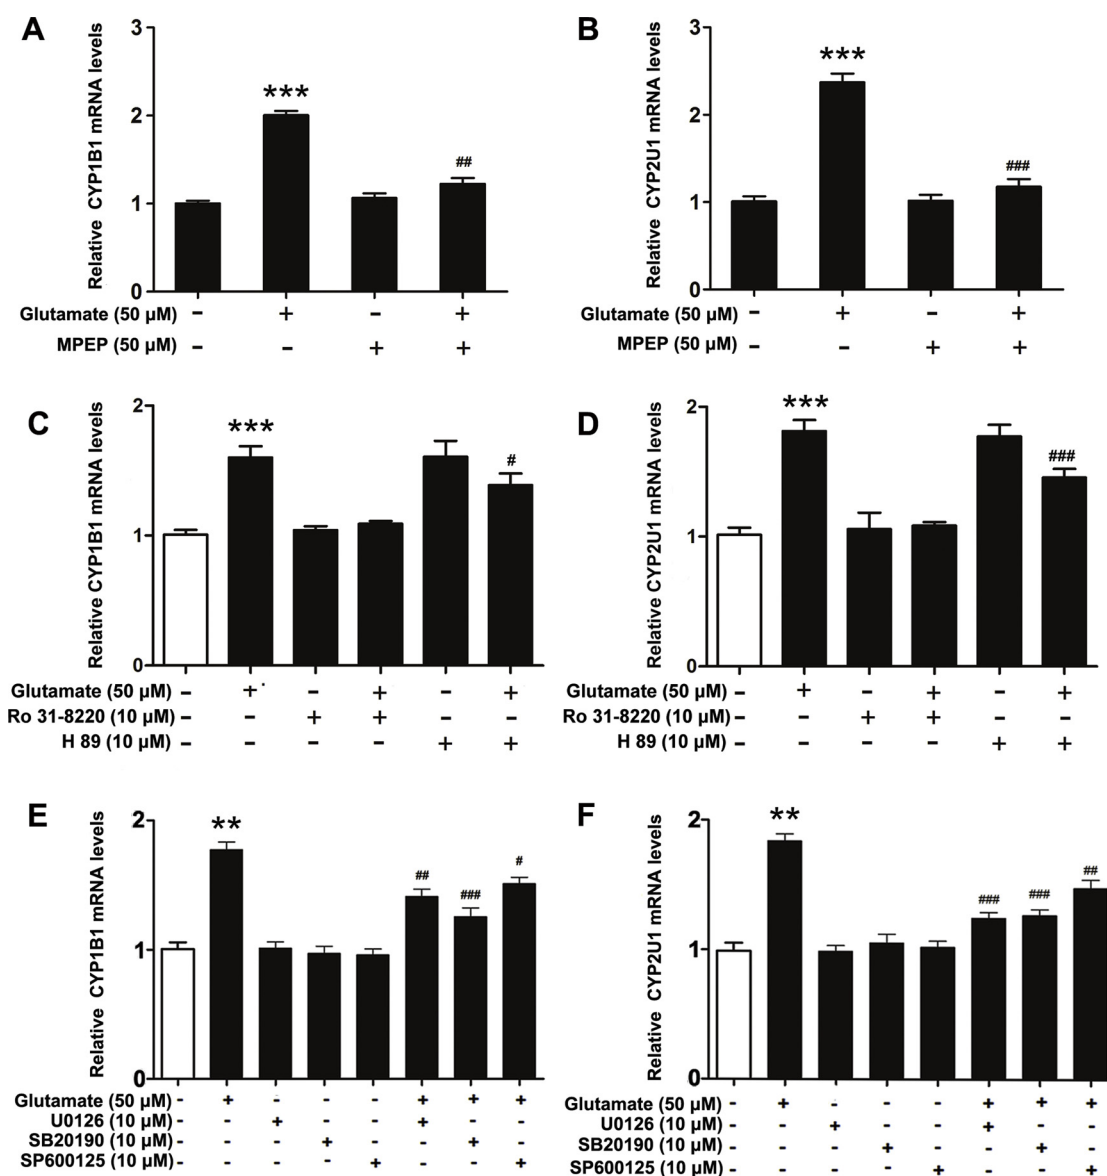 A
Relative CYP1B1 mRNA levels
3
2
1
0
***
##
Glutamate (50 μM) - + - +
MPEP (50 μM) - - + +
B
Relative CYP2U1 mRNA levels
3
2
1
0
***
###
Glutamate (50 μM) - + - +
MPEP (50 μM) - - + +
C
Relative CYP1B1 mRNA levels
2
1
0
***
#
Glutamate (50 μM) - + - + - +
Ro 31-8220 (10 μM) - - + + - -
H 89 (10 μM) - - - - + +
D
Relative CYP2U1 mRNA levels
2
1
0
***
###
Glutamate (50 μM) - + - + - +
Ro 31-8220 (10 μM) - - + + - -
H 89 (10 μM) - - - - + +
E
Relative CYP1B1 mRNA levels
2
1
0
**
##
###
#
Glutamate (50 μM) - + - - - + + +
U0126 (10 μM) - - + - - + - -
SB20190 (10 μM) - - - + - - + -
SP600125 (10 μM) - - - - + - - +
F
Relative CYP2U1 mRNA levels
2
1
0
**
###
###
##
Glutamate (50 μM) - + - - - + + +
U0126 (10 μM) - - + - - + - -
SB20190 (10 μM) - - - + - - + -
SP600125 (10 μM) - - - - + - - +